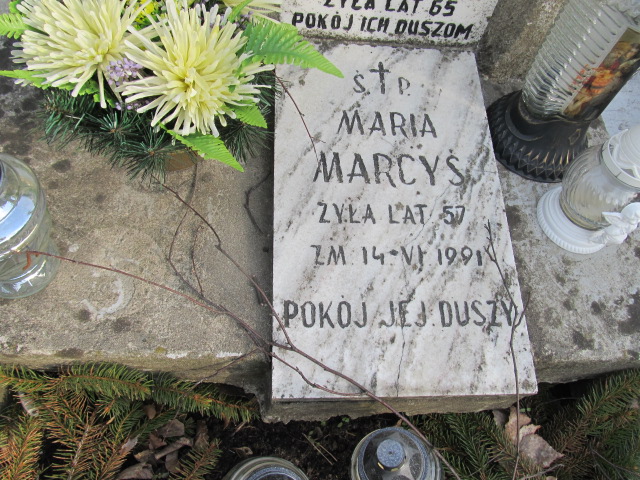 ŻYŁA LAT 65
POKÓJ ICH DUSZOM
Ś † P.
MARIA
MARCYŚ
ŻYŁA LAT 57
ZM. 14-VI 1991
POKÓJ JEJ DUSZY